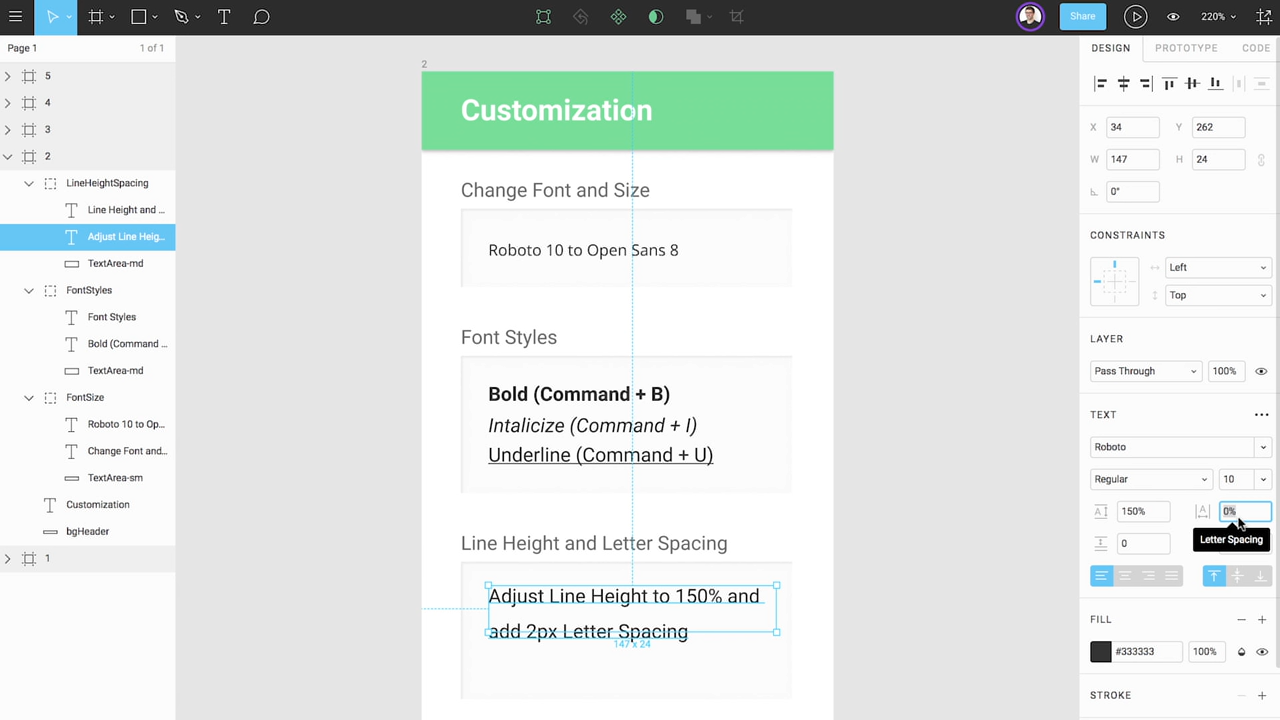 Share
220%
Page 1
1 of 1
5
4
3
2
LineHeightSpacing
Line Height and ...
Adjust Line Heig...
TextArea-md
FontStyles
Font Styles
Bold (Command ...
TextArea-md
FontSize
Roboto 10 to Op...
Change Font and...
TextArea-sm
Customization
bgHeader
1
2
Customization
Change Font and Size
Roboto 10 to Open Sans 8
Font Styles
Bold (Command + B)
Intalicize (Command + I)
Underline (Command + U)
Line Height and Letter Spacing
Adjust Line Height to 150% and
add 2px Letter Spacing
147 x 24
DESIGN
PROTOTYPE
CODE
X 34
Y 262
W 147
H 24
0°
CONSTRAINTS
Left
Top
LAYER
Pass Through
100%
TEXT
Roboto
Regular
10
150%
0%
Letter Spacing
0
FILL
#333333
100%
STROKE